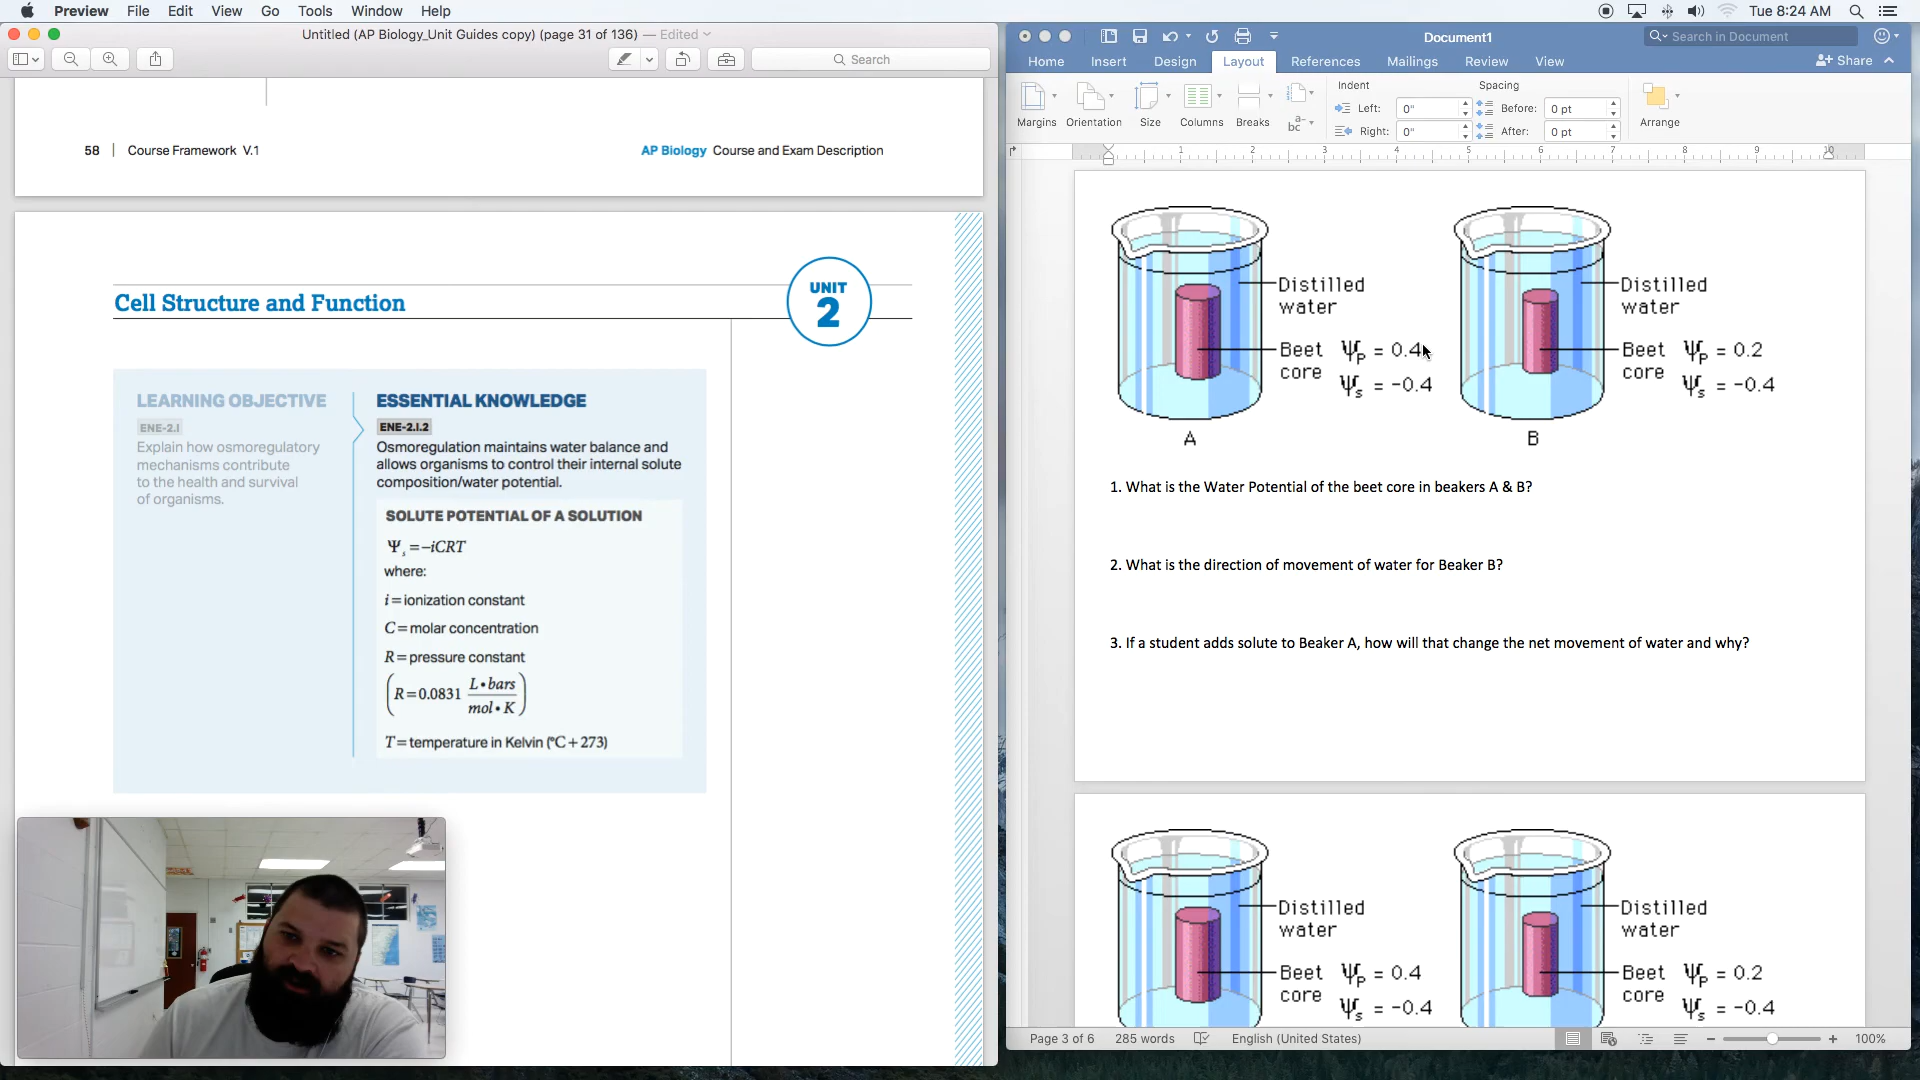 Preview File Edit View Go Tools Window Help
Tue 8:24 AM
Untitled (AP Biology_Unit Guides copy) (page 31 of 136) — Edited
Search
58 | Course Framework V.1
AP Biology Course and Exam Description
Cell Structure and Function
UNIT
2
LEARNING OBJECTIVE
ENE-2.I
Explain how osmoregulatory
mechanisms contribute
to the health and survival
of organisms.
ESSENTIAL KNOWLEDGE
ENE-2.I.2
Osmoregulation maintains water balance and
allows organisms to control their internal solute
composition/water potential.
SOLUTE POTENTIAL OF A SOLUTION
Ψs = −iCRT
where:
i = ionization constant
C = molar concentration
R = pressure constant
(R = 0.0831 L • bars / mol • K)
T = temperature in Kelvin (°C + 273)
Document1
Search in Document
Home Insert Design Layout References Mailings Review View
Share
Margins Orientation Size Columns Breaks
abc
Indent
Left: 0"
Right: 0"
Spacing
Before: 0 pt
After: 0 pt
Arrange
1 2 3 4 5 6 7 8 9 10
Distilled
water
Beet
core
Ψp = 0.4
Ψs = -0.4
A
Distilled
water
Beet
core
Ψp = 0.2
Ψs = -0.4
B
1. What is the Water Potential of the beet core in beakers A & B?
2. What is the direction of movement of water for Beaker B?
3. If a student adds solute to Beaker A, how will that change the net movement of water and why?
Distilled
water
Beet
core
Ψp = 0.4
Ψs = -0.4
Distilled
water
Beet
core
Ψp = 0.2
Ψs = -0.4
Page 3 of 6 285 words English (United States) 100%